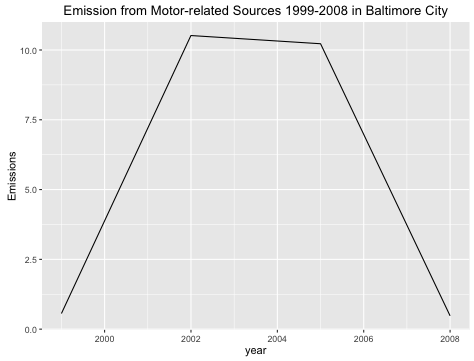 Emission from Motor-related Sources 1999-2008 in Baltimore City
10.0
7.5
5.0
2.5
0.0
Emissions
2000 2002 2004 2006 2008
year